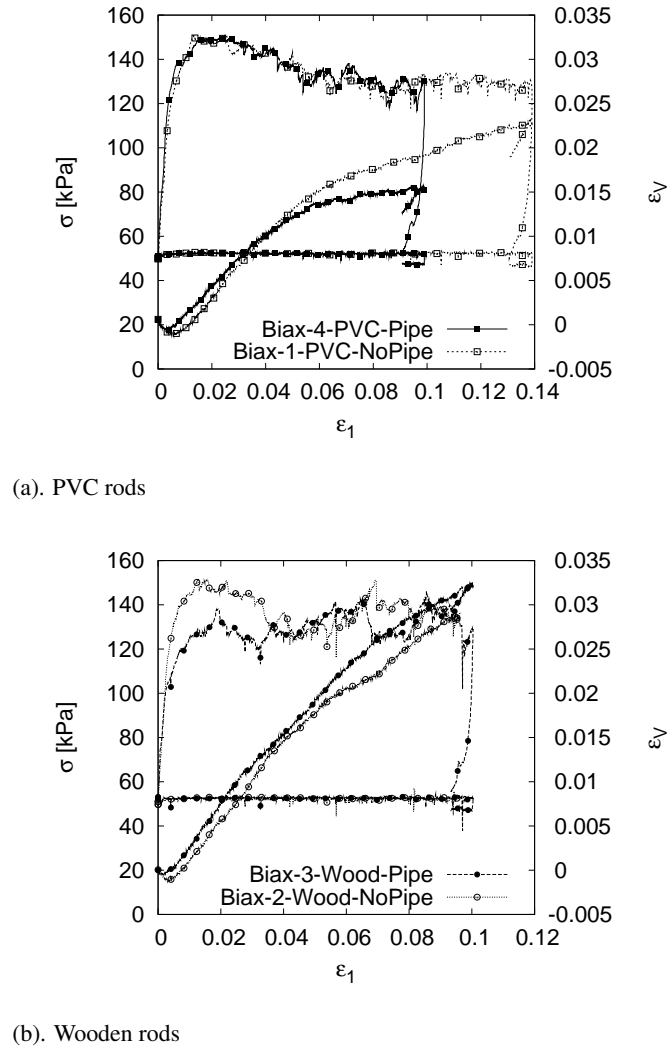 160
140
120
100
80
60
40
20
0
σ [kPa]
0.035
0.03
0.025
0.02
0.015
0.01
0.005
0
-0.005
εV
Biax-4-PVC-Pipe
Biax-1-PVC-NoPipe
0 0.02 0.04 0.06 0.08 0.1 0.12 0.14
ε1
(a). PVC rods
160
140
120
100
80
60
40
20
0
σ [kPa]
0.035
0.03
0.025
0.02
0.015
0.01
0.005
0
-0.005
εV
Biax-3-Wood-Pipe
Biax-2-Wood-NoPipe
0 0.02 0.04 0.06 0.08 0.1 0.12
ε1
(b). Wooden rods